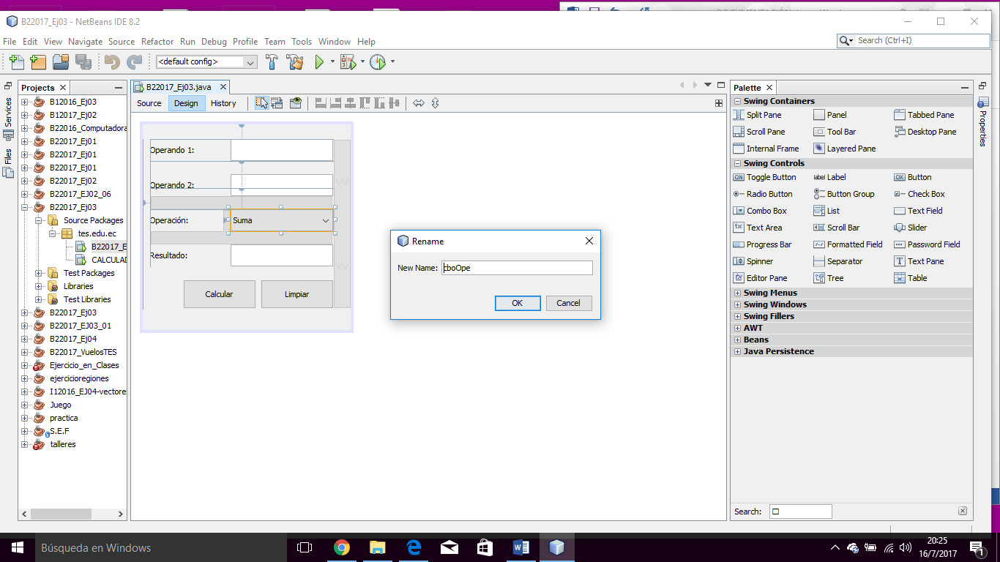 B22017_Ej03 - NetBeans IDE 8.2
File Edit View Navigate Source Refactor Run Debug Profile Team Tools Window Help
Search (Ctrl+I)
<default config>
Projects
B22017_Ej03.java
Palette
Source Design History
Services
Files
Properties
B12016_Ej03
B12017_Ej02
B22016_Computadora
B22017_Ej01
B22017_Ej01
B22017_Ej01
B22017_Ej02
B22017_EJ02_06
B22017_Ej03
Source Packages
tes.edu.ec
B22017_E
CALCULAD
Test Packages
Libraries
Test Libraries
B22017_Ej03
B22017_EJ03_01
B22017_Ej04
B22017_VuelosTES
Ejercicio_en_Clases
ejercicioregiones
I12016_EJ04-vectore
Juego
practica
S.E.F
talleres
Operando 1:
Operando 2:
Operación: Suma
Resultado:
Calcular Limpiar
Rename
New Name: cboOpe
OK Cancel
Swing Containers
Split Pane Panel Tabbed Pane
Scroll Pane Tool Bar Desktop Pane
Internal Frame Layered Pane
Swing Controls
Toggle Button Label Button
Radio Button Button Group Check Box
Combo Box List Text Field
Text Area Scroll Bar Slider
Progress Bar Formatted Field Password Field
Spinner Separator Text Pane
Editor Pane Tree Table
Swing Menus
Swing Windows
Swing Fillers
AWT
Beans
Java Persistence
Search:
Búsqueda en Windows
20:25
16/7/2017
1